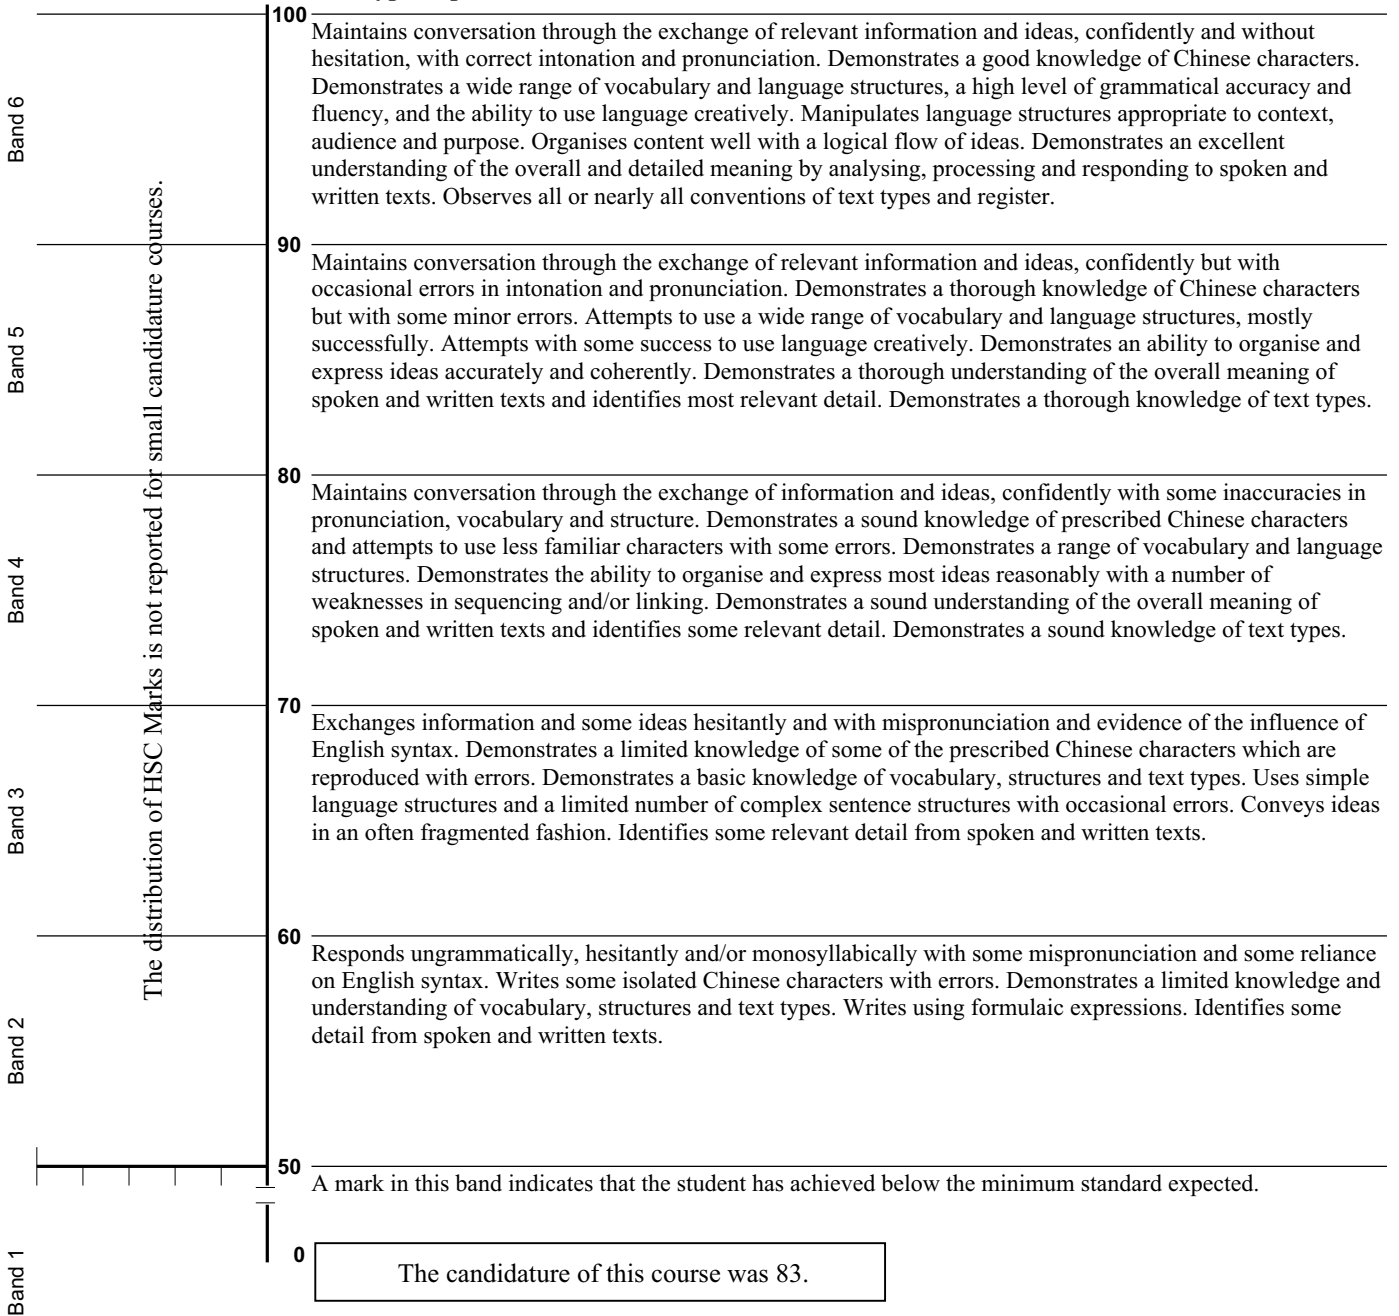 100
Maintains conversation through the exchange of relevant information and ideas, confidently and without
hesitation, with correct intonation and pronunciation. Demonstrates a good knowledge of Chinese characters.
Demonstrates a wide range of vocabulary and language structures, a high level of grammatical accuracy and
fluency, and the ability to use language creatively. Manipulates language structures appropriate to context,
audience and purpose. Organises content well with a logical flow of ideas. Demonstrates an excellent
understanding of the overall and detailed meaning by analysing, processing and responding to spoken and
written texts. Observes all or nearly all conventions of text types and register.
Band 6
The distribution of HSC Marks is not reported for small candidature courses.
90
Maintains conversation through the exchange of relevant information and ideas, confidently but with
occasional errors in intonation and pronunciation. Demonstrates a thorough knowledge of Chinese characters
but with some minor errors. Attempts to use a wide range of vocabulary and language structures, mostly
successfully. Attempts with some success to use language creatively. Demonstrates an ability to organise and
express ideas accurately and coherently. Demonstrates a thorough understanding of the overall meaning of
spoken and written texts and identifies most relevant detail. Demonstrates a thorough knowledge of text types.
Band 5
80
Maintains conversation through the exchange of information and ideas, confidently with some inaccuracies in
pronunciation, vocabulary and structure. Demonstrates a sound knowledge of prescribed Chinese characters
and attempts to use less familiar characters with some errors. Demonstrates a range of vocabulary and language
structures. Demonstrates the ability to organise and express most ideas reasonably with a number of
weaknesses in sequencing and/or linking. Demonstrates a sound understanding of the overall meaning of
spoken and written texts and identifies some relevant detail. Demonstrates a sound knowledge of text types.
Band 4
70
Exchanges information and some ideas hesitantly and with mispronunciation and evidence of the influence of
English syntax. Demonstrates a limited knowledge of some of the prescribed Chinese characters which are
reproduced with errors. Demonstrates a basic knowledge of vocabulary, structures and text types. Uses simple
language structures and a limited number of complex sentence structures with occasional errors. Conveys ideas
in an often fragmented fashion. Identifies some relevant detail from spoken and written texts.
Band 3
60
Responds ungrammatically, hesitantly and/or monosyllabically with some mispronunciation and some reliance
on English syntax. Writes some isolated Chinese characters with errors. Demonstrates a limited knowledge and
understanding of vocabulary, structures and text types. Writes using formulaic expressions. Identifies some
detail from spoken and written texts.
Band 2
50
A mark in this band indicates that the student has achieved below the minimum standard expected.
0
Band 1
The candidature of this course was 83.